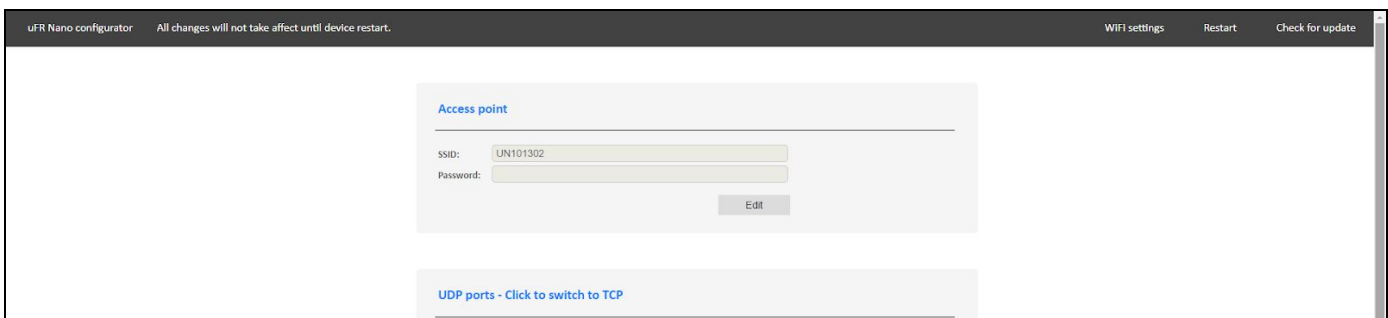 uFR Nano configurator All changes will not take affect until device restart. WiFi settings Restart Check for update
Access point
SSID: UN101302
Password:
Edit
UDP ports - Click to switch to TCP